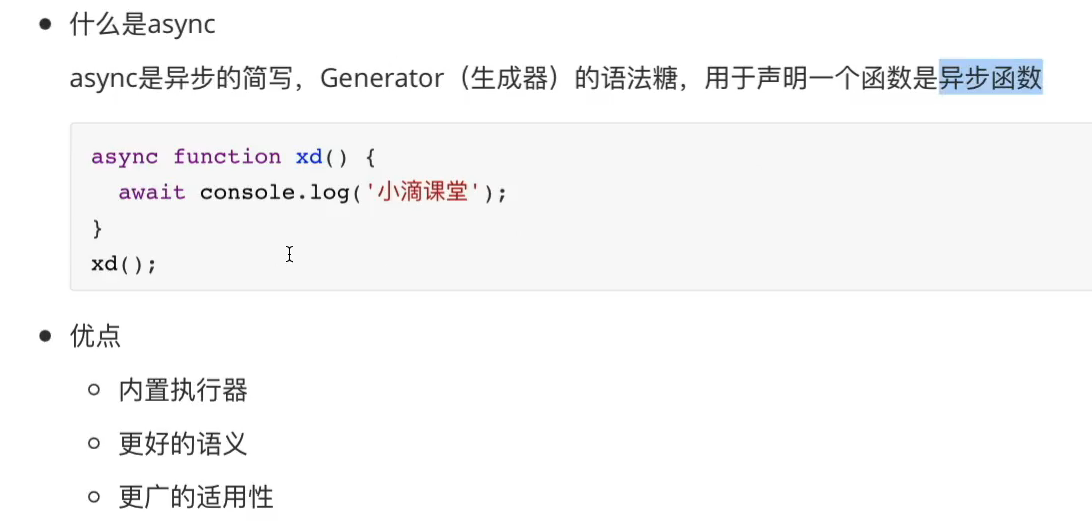 什么是async
async是异步的简写，Generator（生成器）的语法糖，用于声明一个函数是异步函数
async function xd() {
  await console.log('小滴课堂');
}
xd();
优点
内置执行器
更好的语义
更广的适用性